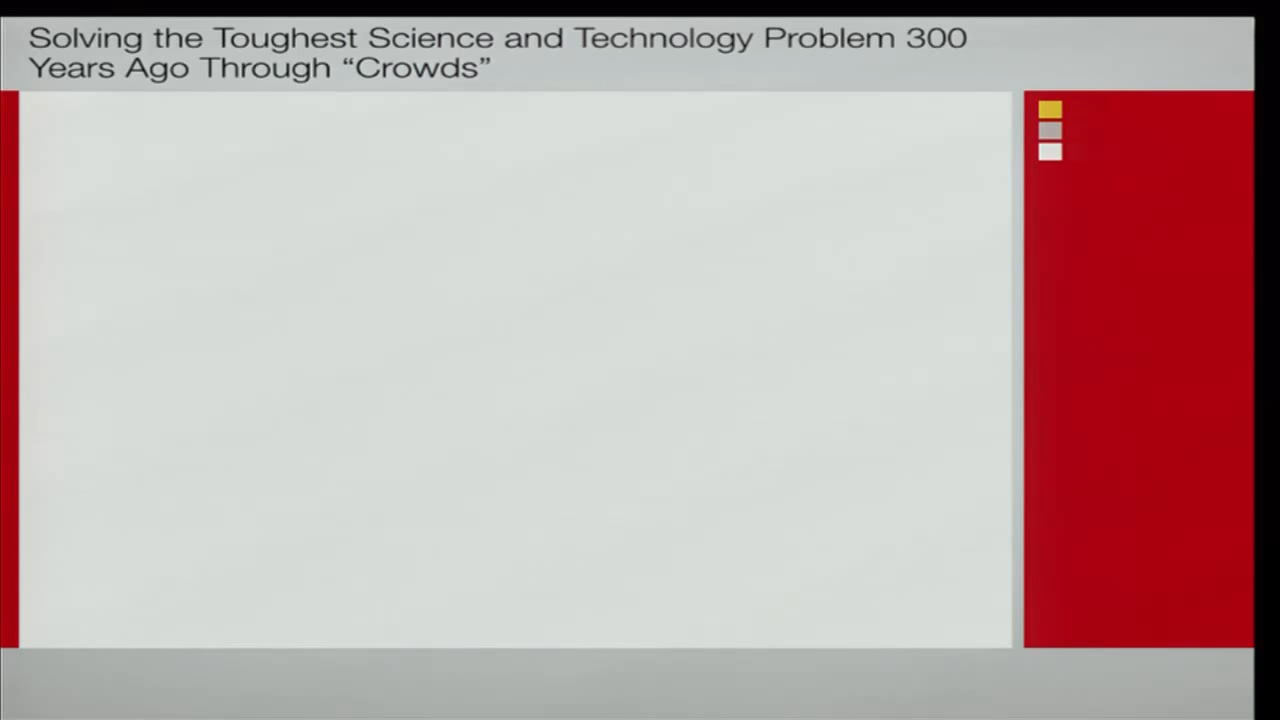 Solving the Toughest Science and Technology Problem 300
Years Ago Through “Crowds”